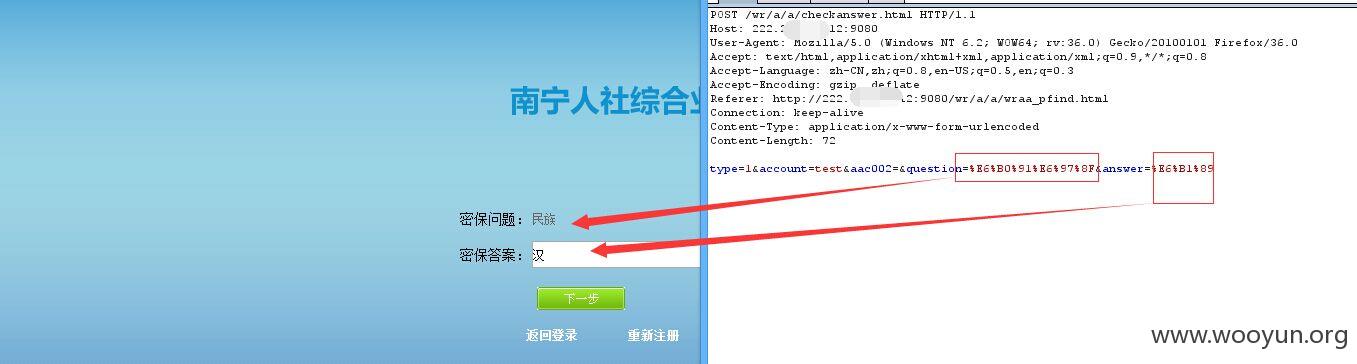 南宁人社综合业
密保问题：民族
密保答案：汉
下一步
返回登录 重新注册
POST /wr/a/a/checkanswer.html HTTP/1.1
Host: 222. 12:9080
User-Agent: Mozilla/5.0 (Windows NT 6.2; WOW64; rv:36.0) Gecko/20100101 Firefox/36.0
Accept: text/html,application/xhtml+xml,application/xml;q=0.9,*/*;q=0.8
Accept-Language: zh-CN,zh;q=0.8,en-US;q=0.5,en;q=0.3
Accept-Encoding: gzip, deflate
Referer: http://222. 2:9080/wr/a/a/wraa_pfind.html
Connection: keep-alive
Content-Type: application/x-www-form-urlencoded
Content-Length: 72
type=1&account=test&aac002=&question=%E6%B0%91%E6%97%8F&answer=%E6%B1%89
www.wooyun.org